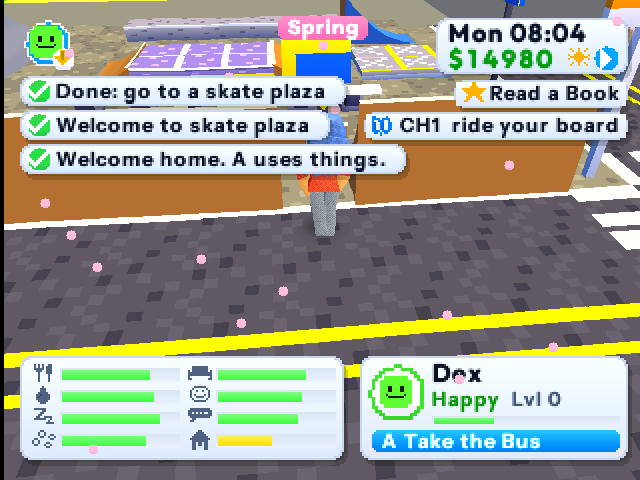 Spring
Mon 08:04
$14980
Done: go to a skate plaza
Read a Book
Welcome to skate plaza
CH1 ride your board
Welcome home. A uses things.
Dex
Happy Lvl 0
A Take the Bus